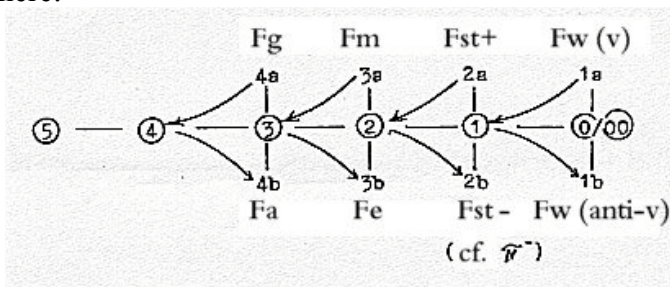 Fg Fm Fst+ Fw (v)
4a 3a 2a 1a
5 4 3 2 1 0/00
4b 3b 2b 1b
Fa Fe Fst - Fw (anti-v)
(cf. )